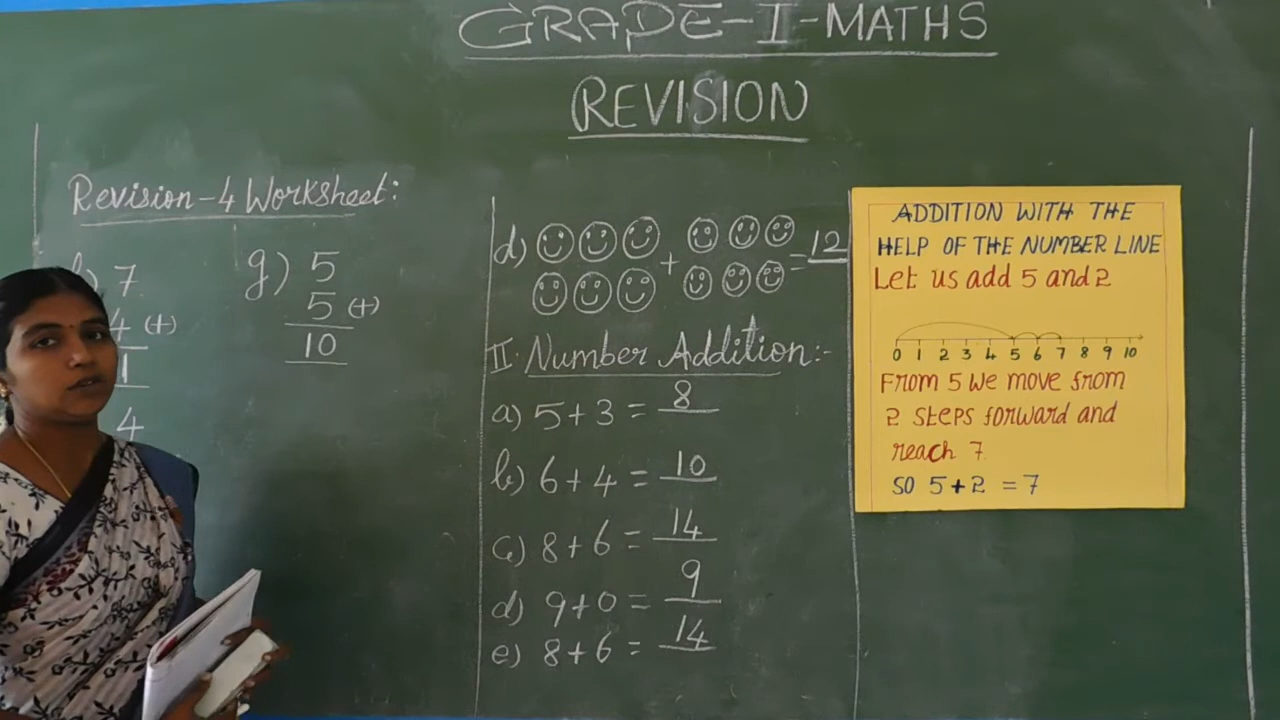 GRADE-I-MATHS
REVISION
Revision-4 Worksheet:
) 7
4 (+)
1
4
g) 5
5 (+)
10
d) + = 12
II. Number Addition:-
a) 5+3 = 8
b) 6+4 = 10
c) 8+6 = 14
d) 9+0 = 9
e) 8+6 = 14
ADDITION WITH THE
HELP OF THE NUMBER LINE
Let us add 5 and 2
0 1 2 3 4 5 6 7 8 9 10
From 5 we move from
2 steps forward and
reach 7.
SO 5+2 = 7